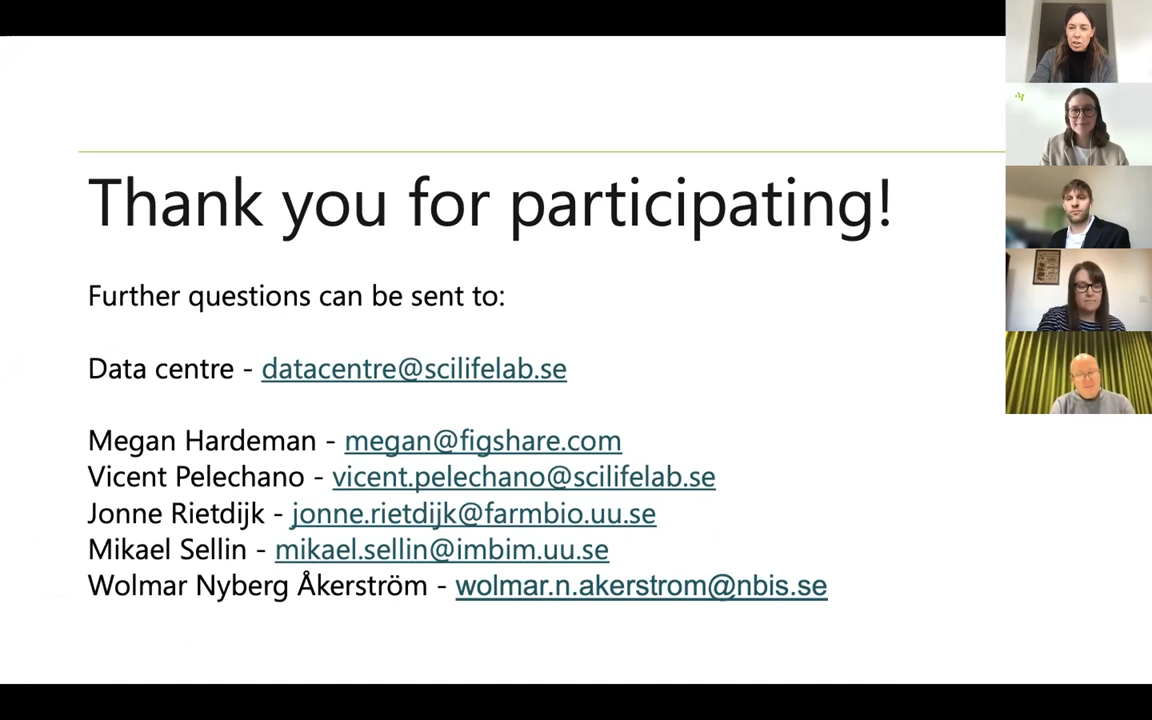 Thank you for participating!
Further questions can be sent to:
Data centre - datacentre@scilifelab.se
Megan Hardeman - megan@figshare.com
Vicent Pelechano - vicent.pelechano@scilifelab.se
Jonne Rietdijk - jonne.rietdijk@farmbio.uu.se
Mikael Sellin - mikael.sellin@imbim.uu.se
Wolmar Nyberg Åkerström - wolmar.n.akerstrom@nbis.se